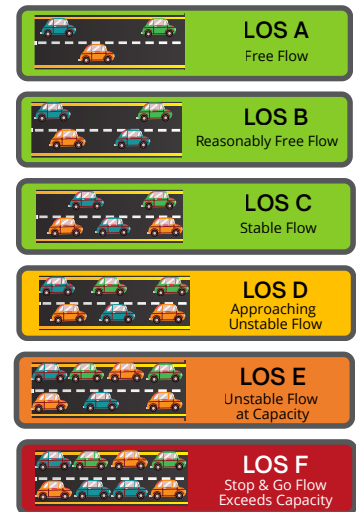 LOS A
Free Flow
LOS B
Reasonably Free Flow
LOS C
Stable Flow
LOS D
Approaching
Unstable Flow
LOS E
Unstable Flow
at Capacity
LOS F
Stop & Go Flow
Exceeds Capacity